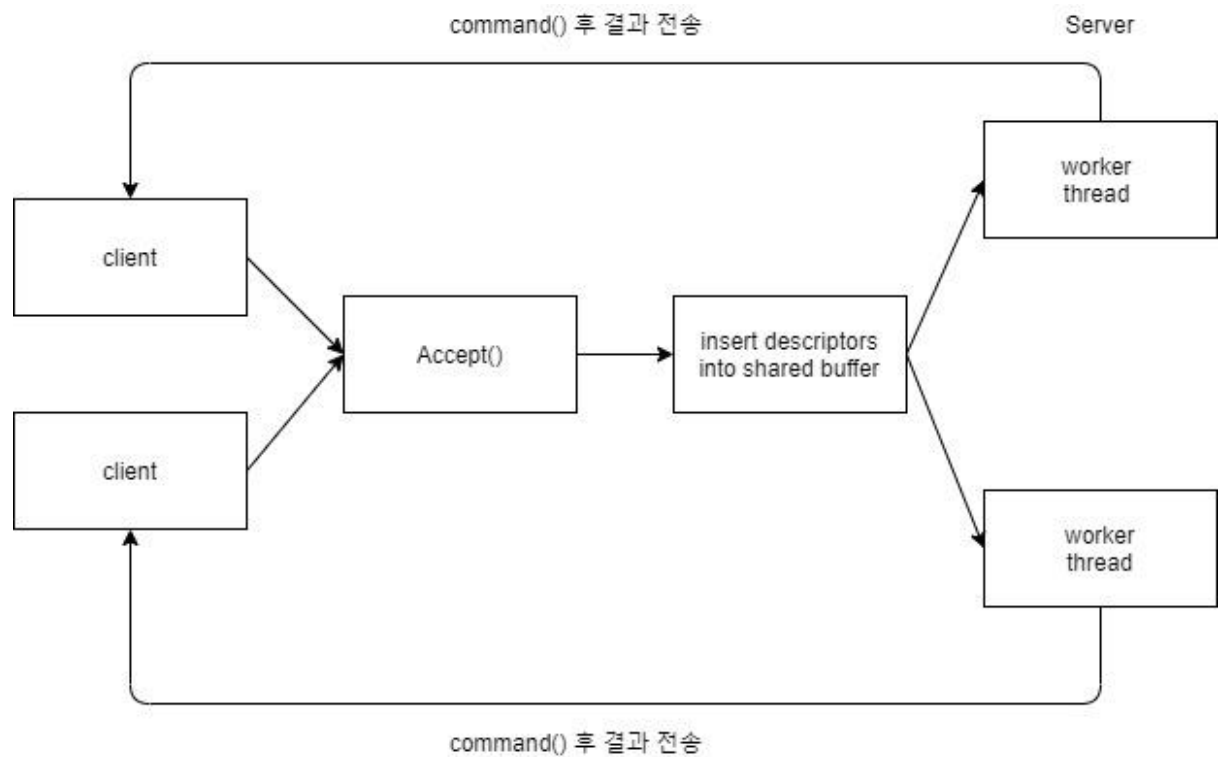 command() 후 결과 전송
Server
worker
thread
client
Accept()
insert descriptors
into shared buffer
client
worker
thread
command() 후 결과 전송